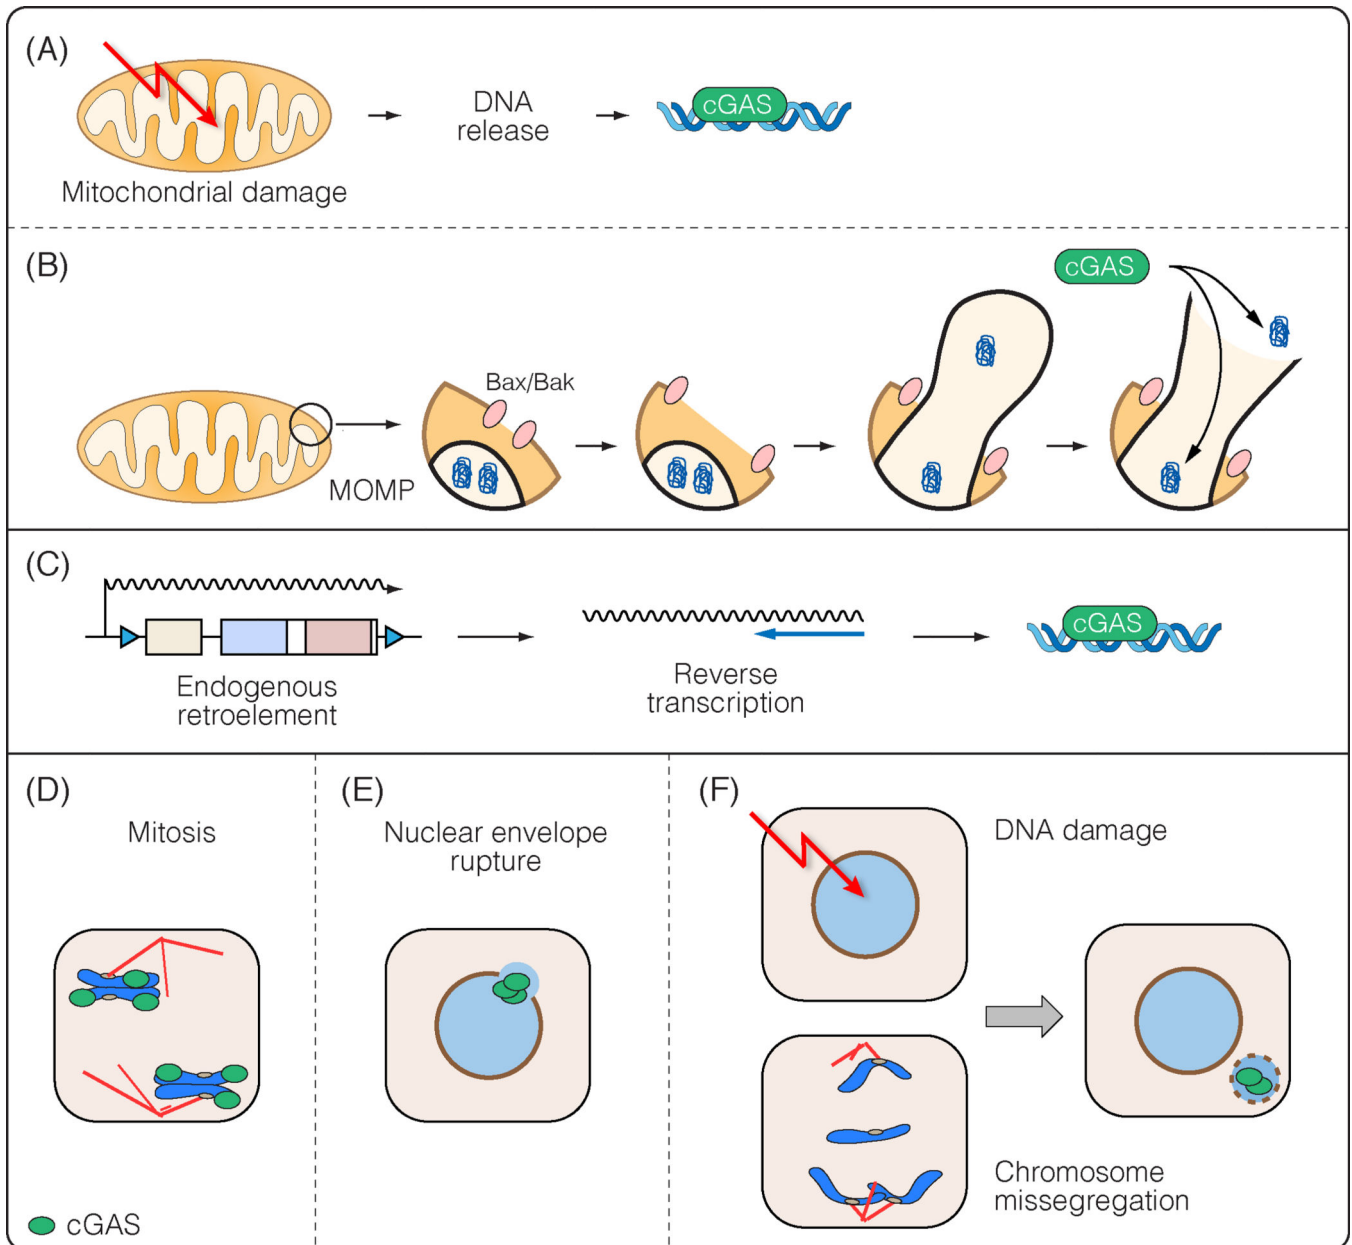 (A)
Mitochondrial damage
DNA
release
cGAS
(B)
MOMP
Bax/Bak
cGAS
(C)
Endogenous
retroelement
Reverse
transcription
cGAS
(D)
Mitosis
cGAS
(E)
Nuclear envelope
rupture
(F)
DNA damage
Chromosome
missegregation